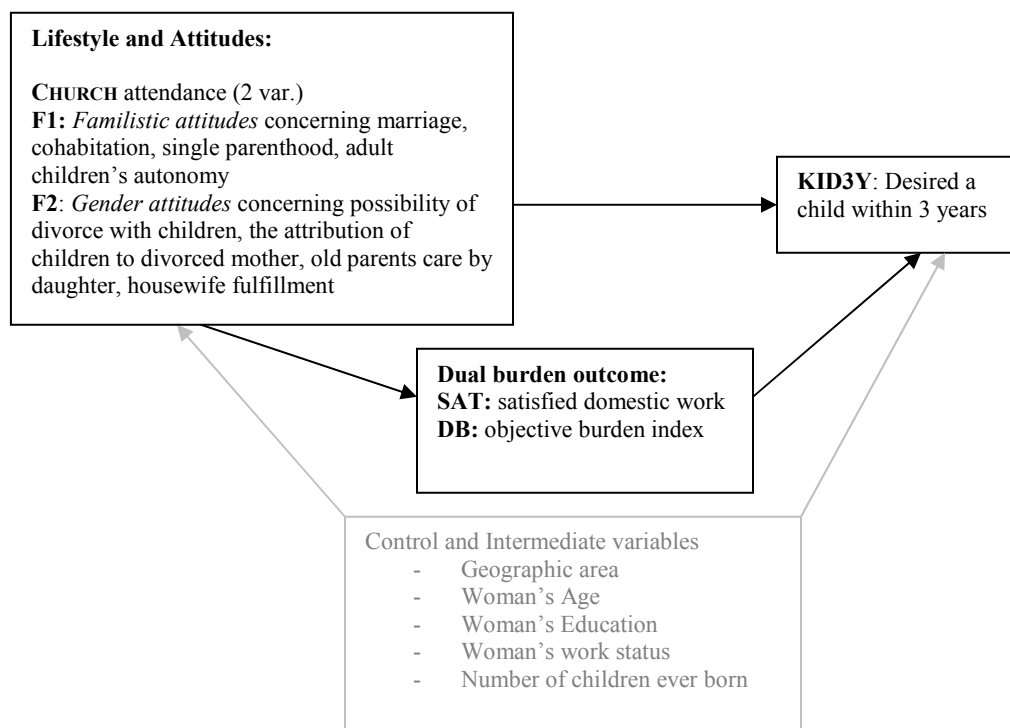 Lifestyle and Attitudes:
CHURCH attendance (2 var.)
F1: Familistic attitudes concerning marriage,
cohabitation, single parenthood, adult
children's autonomy
F2: Gender attitudes concerning possibility of
divorce with children, the attribution of
children to divorced mother, old parents care by
daughter, housewife fulfillment
KID3Y: Desired a
child within 3 years
Dual burden outcome:
SAT: satisfied domestic work
DB: objective burden index
Control and Intermediate variables
- Geographic area
- Woman's Age
- Woman's Education
- Woman's work status
- Number of children ever born